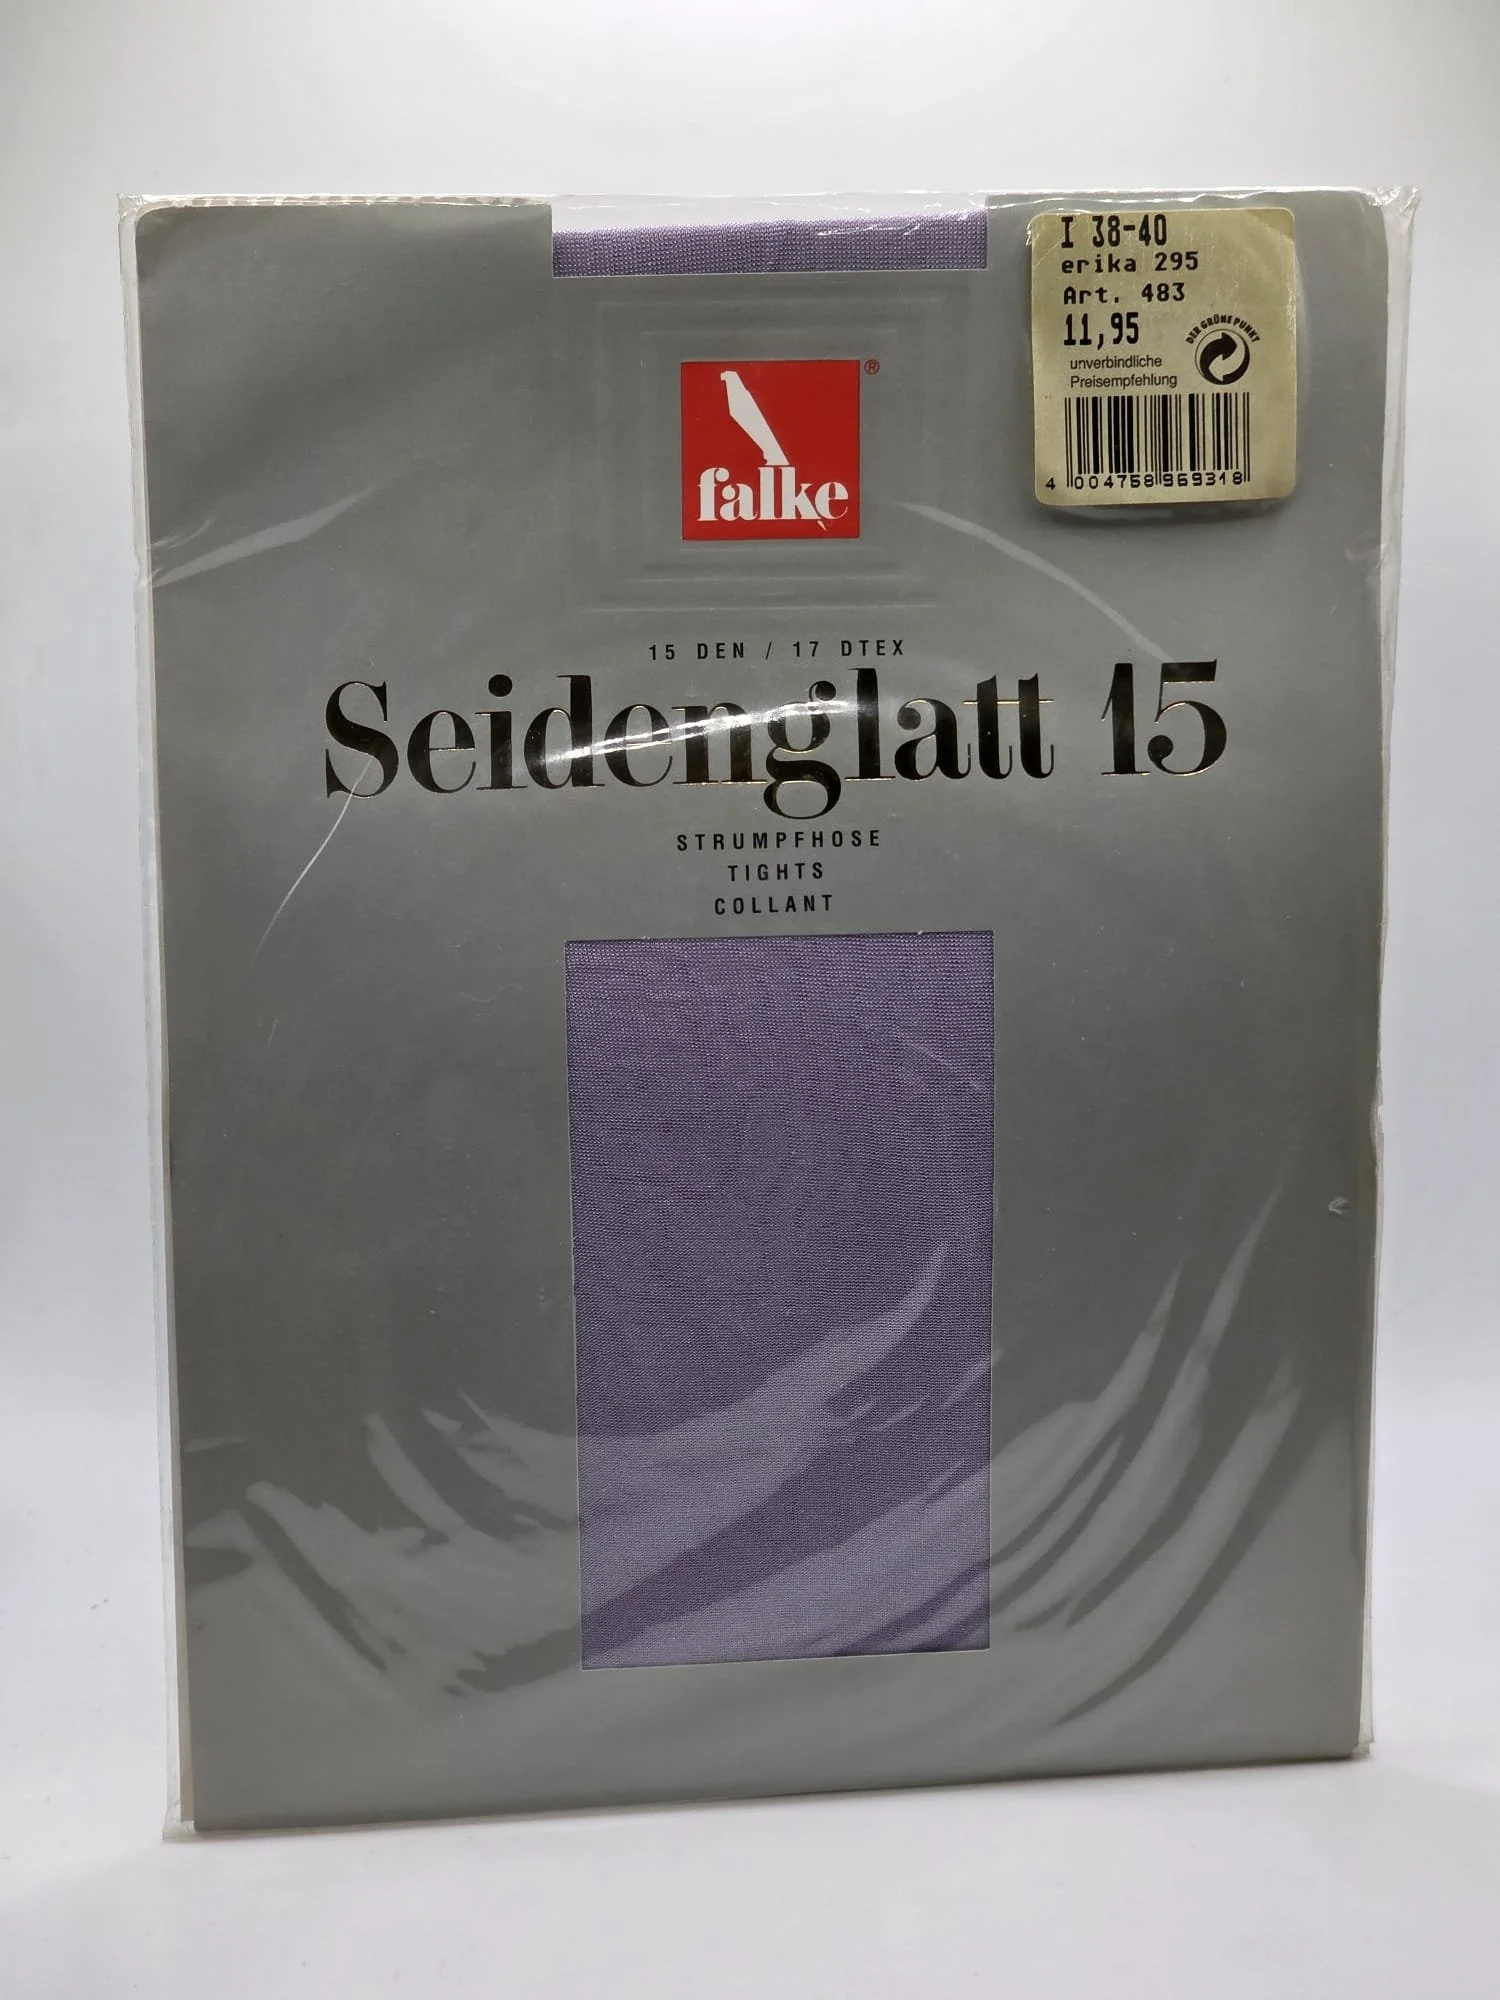 I 38-40
erika 295
Art. 483
11,95
unverbindliche
Preisempfehlung
DER GRÜNE PUNKT
4 004758 969318
falke ®
15 DEN / 17 DTEX
Seidenglatt 15
STRUMPFHOSE
TIGHTS
COLLANT